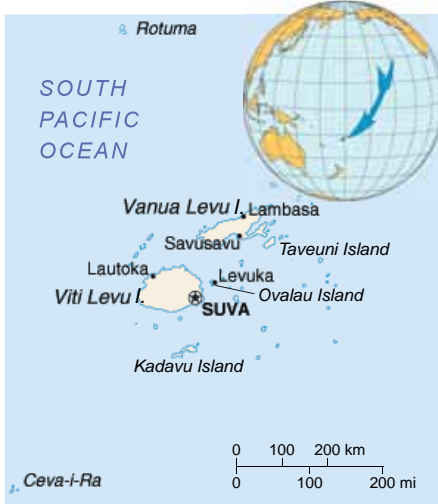 Rotuma
SOUTH
PACIFIC
OCEAN
Vanua Levu I.
Lambasa
Savusavu
Taveuni Island
Lautoka
Levuka
Viti Levu I.
Ovalau Island
SUVA
Kadavu Island
0 100 200 km
0 100 200 mi
Ceva-i-Ra